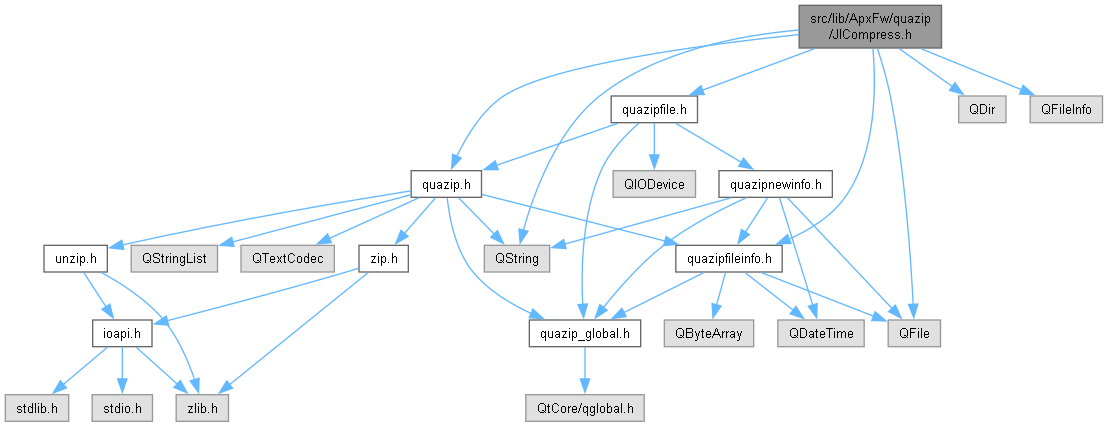 src/lib/ApxFw/quazip
/JlCompress.h
quazipfile.h
QDir
QFileInfo
quazip.h
QIODevice
quazipnewinfo.h
unzip.h
QStringList
QTextCodec
zip.h
QString
quazipfileinfo.h
ioapi.h
quazip_global.h
QByteArray
QDateTime
QFile
stdlib.h
stdio.h
zlib.h
QtCore/qglobal.h